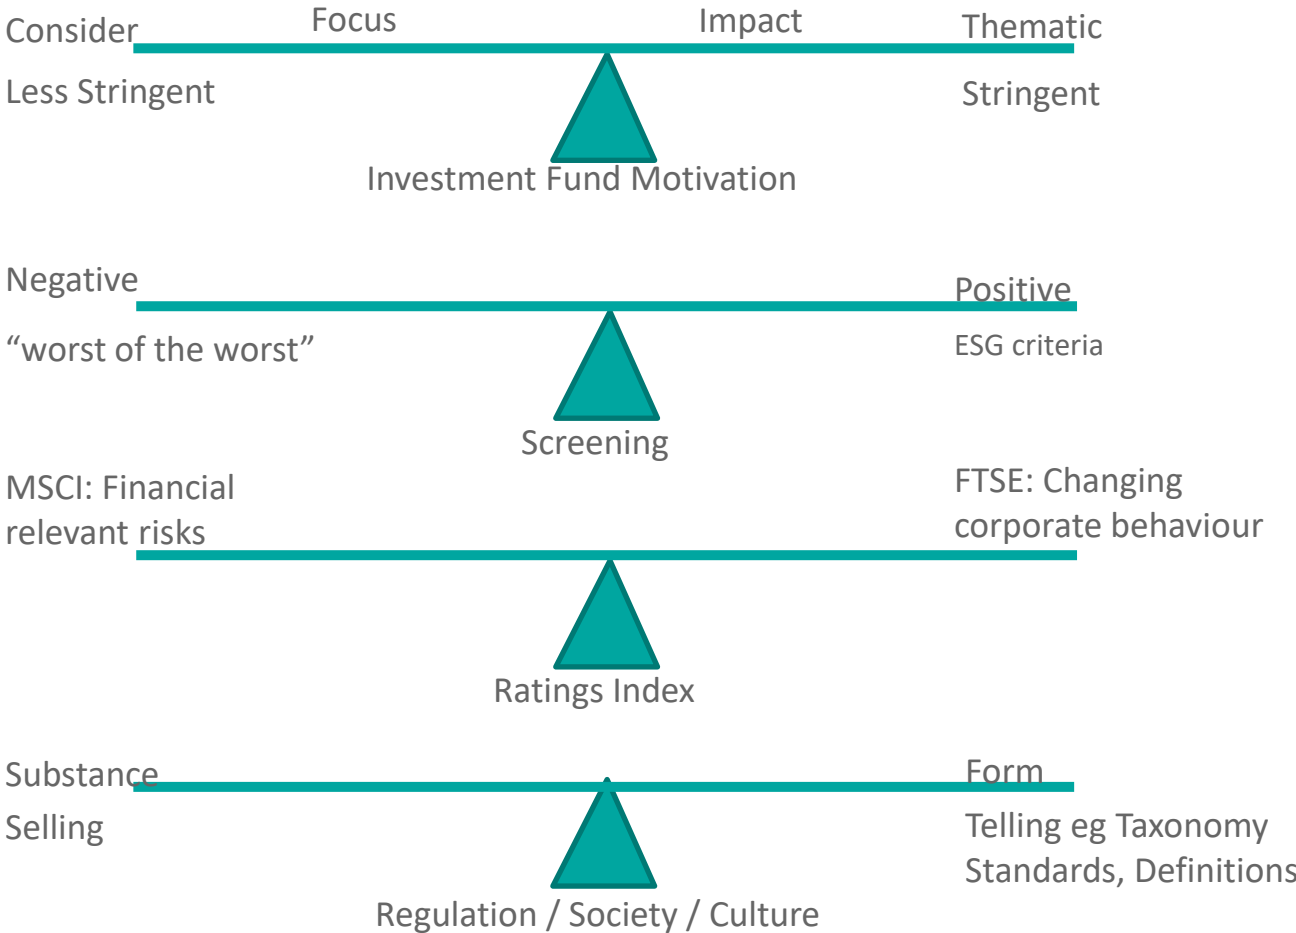 Consider
Focus
Impact
Thematic
Less Stringent
Stringent
Investment Fund Motivation
Negative
Positive
“worst of the worst”
ESG criteria
Screening
MSCI: Financial
relevant risks
FTSE: Changing
corporate behaviour
Ratings Index
Substance
Form
Selling
Telling eg Taxonomy
Standards, Definitions
Regulation / Society / Culture